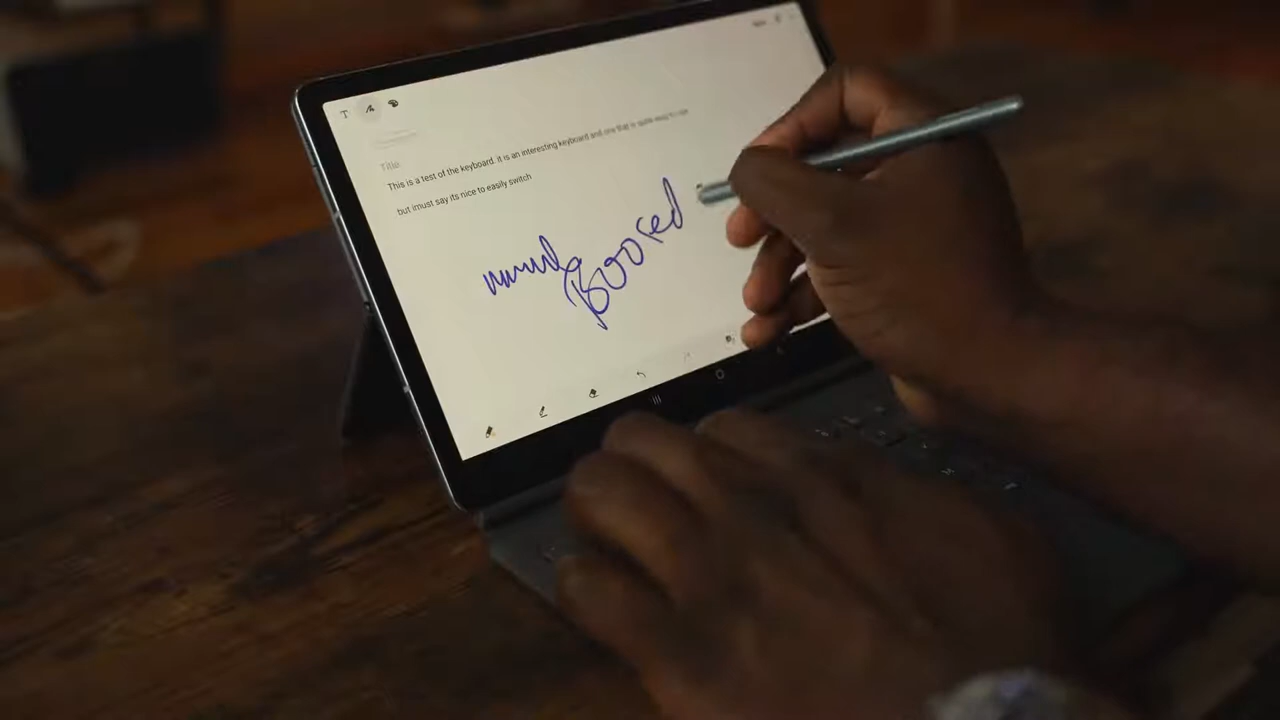 Title
This is a test of the keyboard. it is an interesting keyboard and one that is quite easy to use
but imust say its nice to easily switch
Boosed